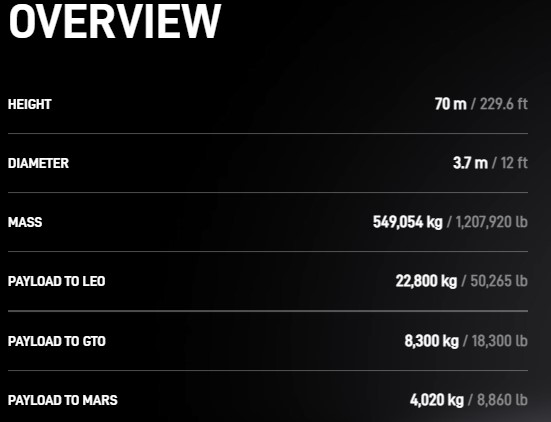 OVERVIEW
HEIGHT 70 m / 229.6 ft
DIAMETER 3.7 m / 12 ft
MASS 549,054 kg / 1,207,920 lb
PAYLOAD TO LEO 22,800 kg / 50,265 lb
PAYLOAD TO GTO 8,300 kg / 18,300 lb
PAYLOAD TO MARS 4,020 kg / 8,860 lb